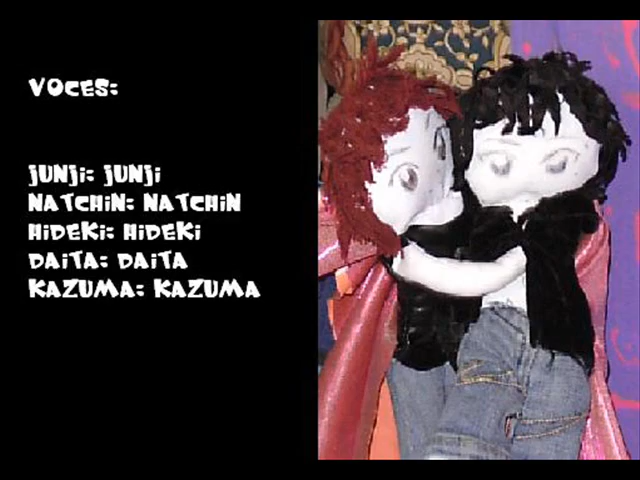 VOCES:
JUNJI: JUNJI
NATCHIN: NATCHIN
HIDEKI: HIDEKI
DAITA: DAITA
KAZUMA: KAZUMA